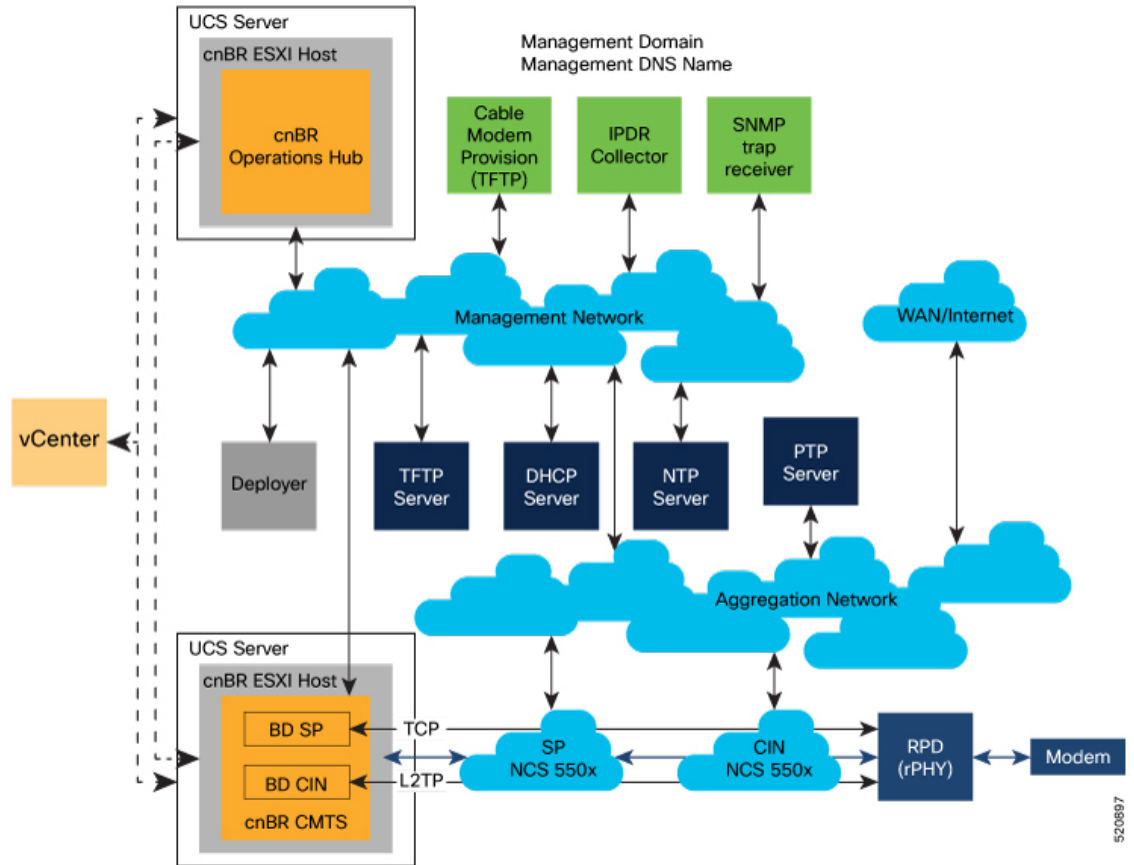 UCS Server
cnBR ESXI Host
cnBR
Operations Hub
Management Domain
Management DNS Name
Cable
Modem
Provision
(TFTP)
IPDR
Collector
SNMP
trap
receiver
Management Network
WAN/Internet
vCenter
Deployer
TFTP
Server
DHCP
Server
NTP
Server
PTP
Server
Aggregation Network
UCS Server
cnBR ESXI Host
BD SP
TCP
BD CIN
L2TP
cnBR CMTS
SP
NCS 550x
CIN
NCS 550x
RPD
(rPHY)
Modem
520897